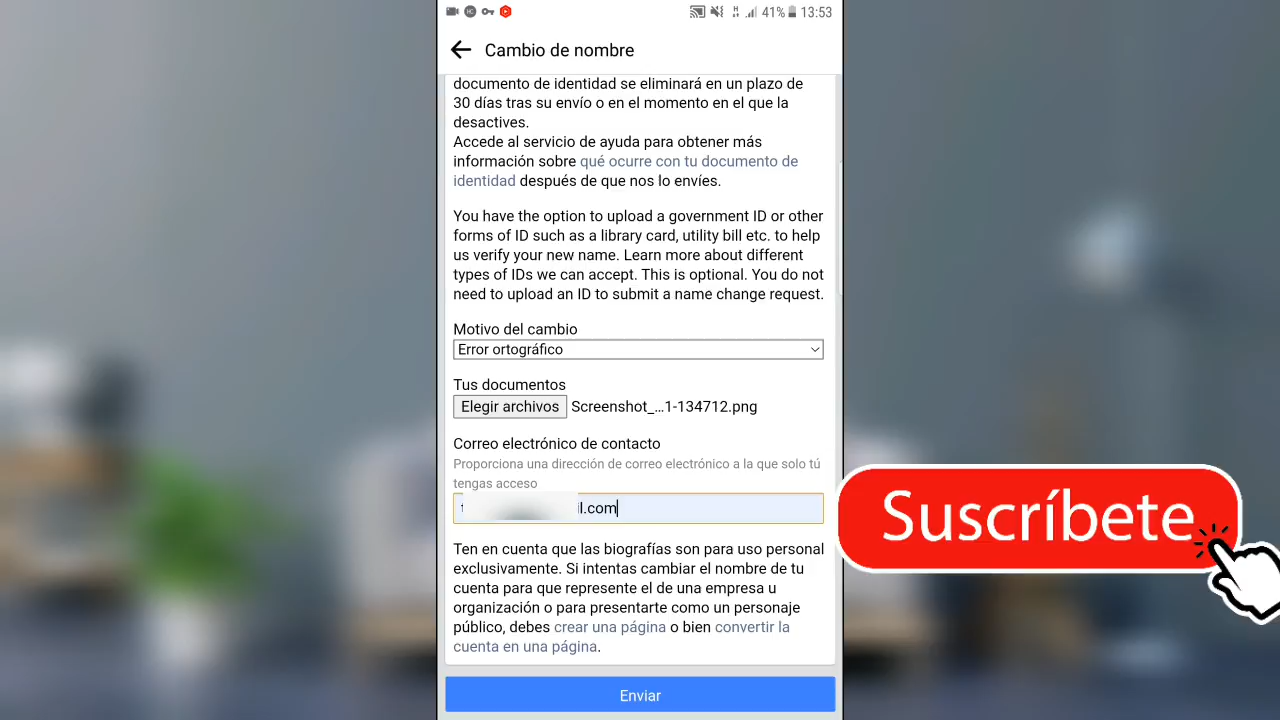 41% 13:53
Cambio de nombre
documento de identidad se eliminará en un plazo de
30 días tras su envío o en el momento en el que la
desactives.
Accede al servicio de ayuda para obtener más
información sobre qué ocurre con tu documento de
identidad después de que nos lo envíes.
You have the option to upload a government ID or other
forms of ID such as a library card, utility bill etc. to help
us verify your new name. Learn more about different
types of IDs we can accept. This is optional. You do not
need to upload an ID to submit a name change request.
Motivo del cambio
Error ortográfico
Tus documentos
Elegir archivos Screenshot_...1-134712.png
Correo electrónico de contacto
Proporciona una dirección de correo electrónico a la que solo tú
tengas acceso
il.com
Ten en cuenta que las biografías son para uso personal
exclusivamente. Si intentas cambiar el nombre de tu
cuenta para que represente el de una empresa u
organización o para presentarte como un personaje
público, debes crear una página o bien convertir la
cuenta en una página.
Enviar
Suscríbete